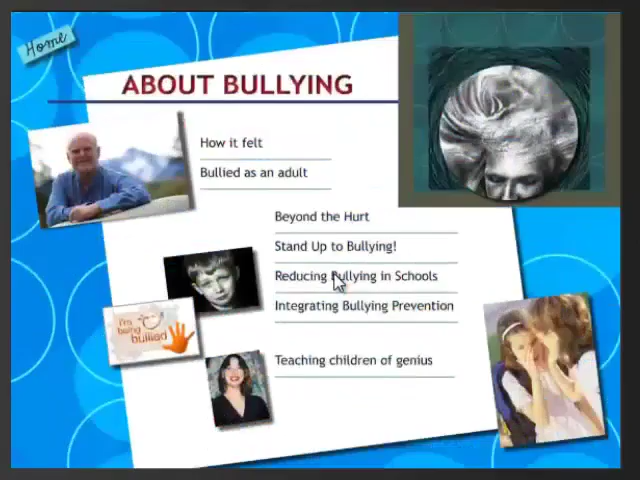 Home
ABOUT BULLYING
How it felt
Bullied as an adult
Beyond the Hurt
Stand Up to Bullying!
Reducing Bullying in Schools
Integrating Bullying Prevention
I'm
being
bullied
Teaching children of genius